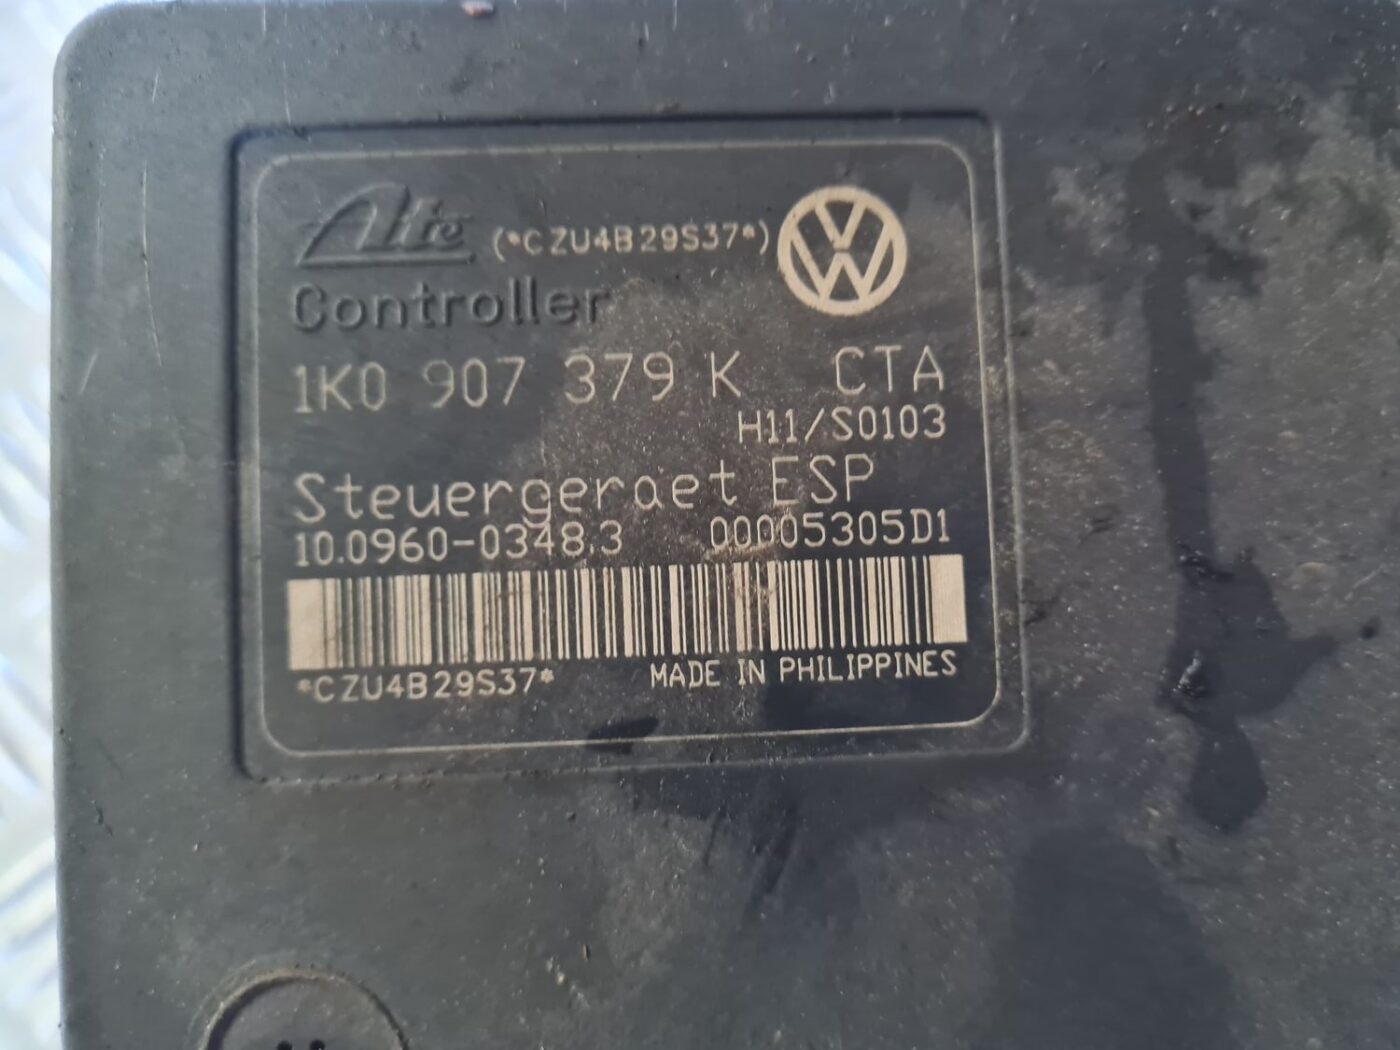 Ate (*CZU4B29S37*)
Controller
1K0 907 379 K CTA
H11/S0103
Steuergeraet ESP
10.0960-0348.3 00005305D1
*CZU4B29S37* MADE IN PHILIPPINES